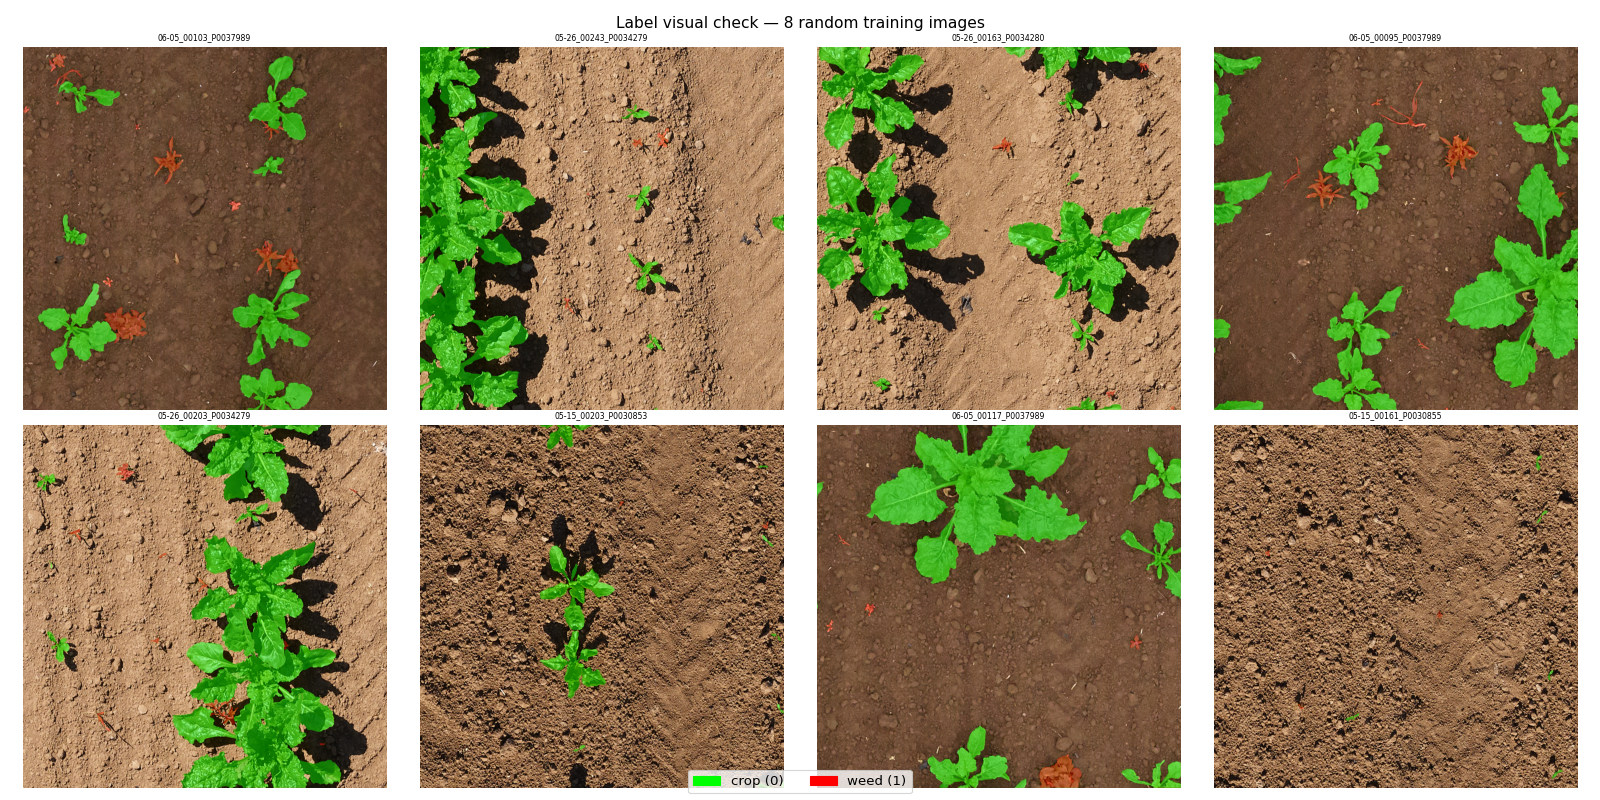 Label visual check — 8 random training images
06-05_00103_P0037989
05-26_00243_P0034279
05-26_00163_P0034280
06-05_00095_P0037989
05-26_00203_P0034279
05-15_00203_P0030853
06-05_00117_P0037989
05-15_00161_P0030855
crop (0)
weed (1)